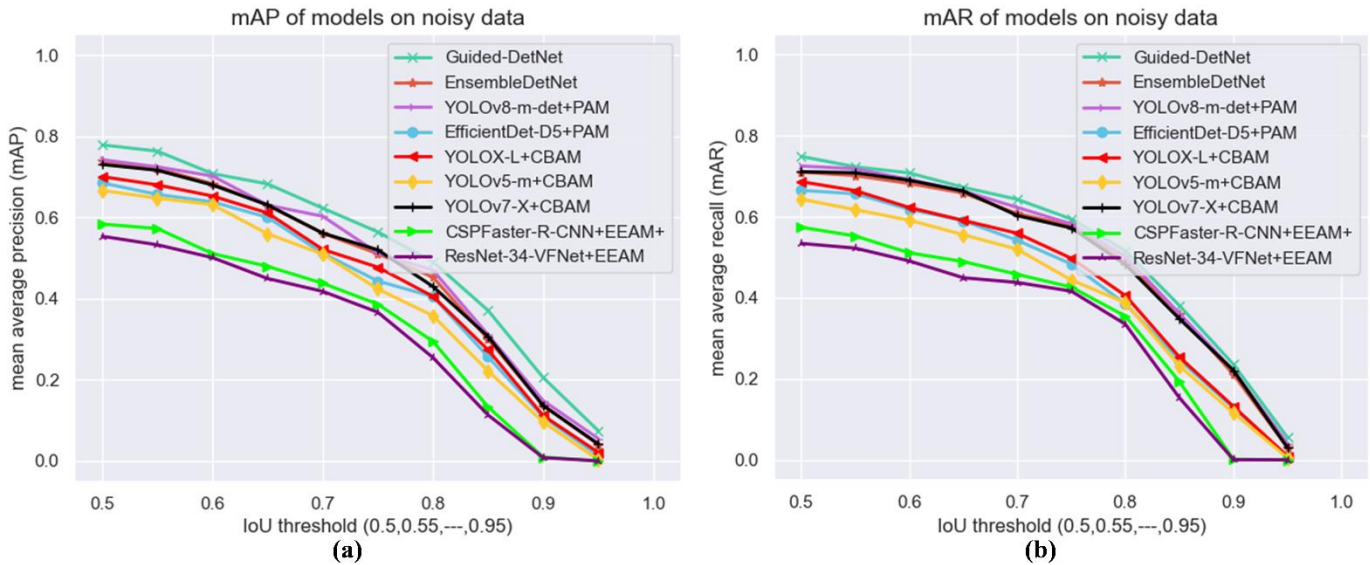 mAP of models on noisy data
mean average precision (mAP)
1.0
0.8
0.6
0.4
0.2
0.0
Guided-DetNet
EnsembleDetNet
YOLOv8-m-det+PAM
EfficientDet-D5+PAM
YOLOX-L+CBAM
YOLOv5-m+CBAM
YOLOv7-X+CBAM
CSPFaster-R-CNN+EEAM+
ResNet-34-VFNet+EEAM
0.5 0.6 0.7 0.8 0.9 1.0
IoU threshold (0.5,0.55,---,0.95)
(a)
mAR of models on noisy data
mean average recall (mAR)
1.0
0.8
0.6
0.4
0.2
0.0
Guided-DetNet
EnsembleDetNet
YOLOv8-m-det+PAM
EfficientDet-D5+PAM
YOLOX-L+CBAM
YOLOv5-m+CBAM
YOLOv7-X+CBAM
CSPFaster-R-CNN+EEAM+
ResNet-34-VFNet+EEAM
0.5 0.6 0.7 0.8 0.9 1.0
IoU threshold (0.5,0.55,---,0.95)
(b)